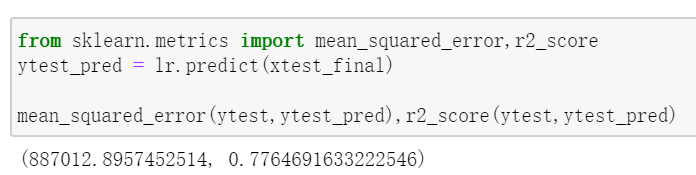 from sklearn.metrics import mean_squared_error,r2_score
ytest_pred = lr.predict(xtest_final)
mean_squared_error(ytest,ytest_pred),r2_score(ytest,ytest_pred)
(887012.8957452514, 0.7764691633222546)